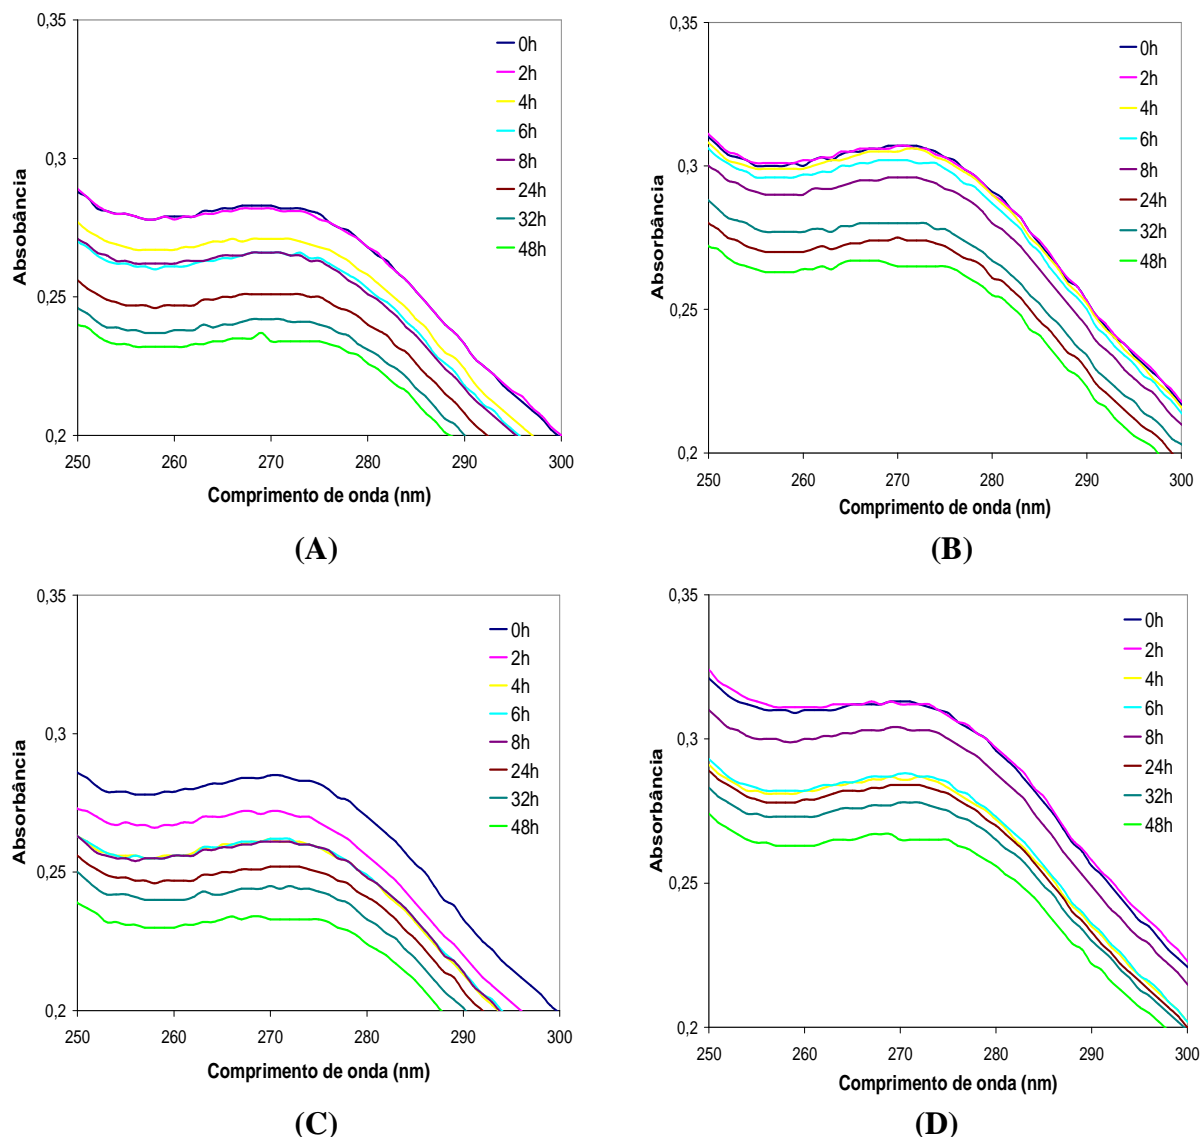 0,35
0,3
0,25
0,2
Absobância
0h
2h
4h
6h
8h
24h
32h
48h
250 260 270 280 290 300
Comprimento de onda (nm)
(A)
0,35
0,3
0,25
0,2
Absorbância
0h
2h
4h
6h
8h
24h
32h
48h
250 260 270 280 290 300
Comprimento de onda (nm)
(B)
0,35
0,3
0,25
0,2
Absorbância
0h
2h
4h
6h
8h
24h
32h
48h
250 260 270 280 290 300
Comprimento de onda (nm)
(C)
0,35
0,3
0,25
0,2
Absorbância
0h
2h
4h
6h
8h
24h
32h
48h
250 260 270 280 290 300
Comprimento de onda (nm)
(D)